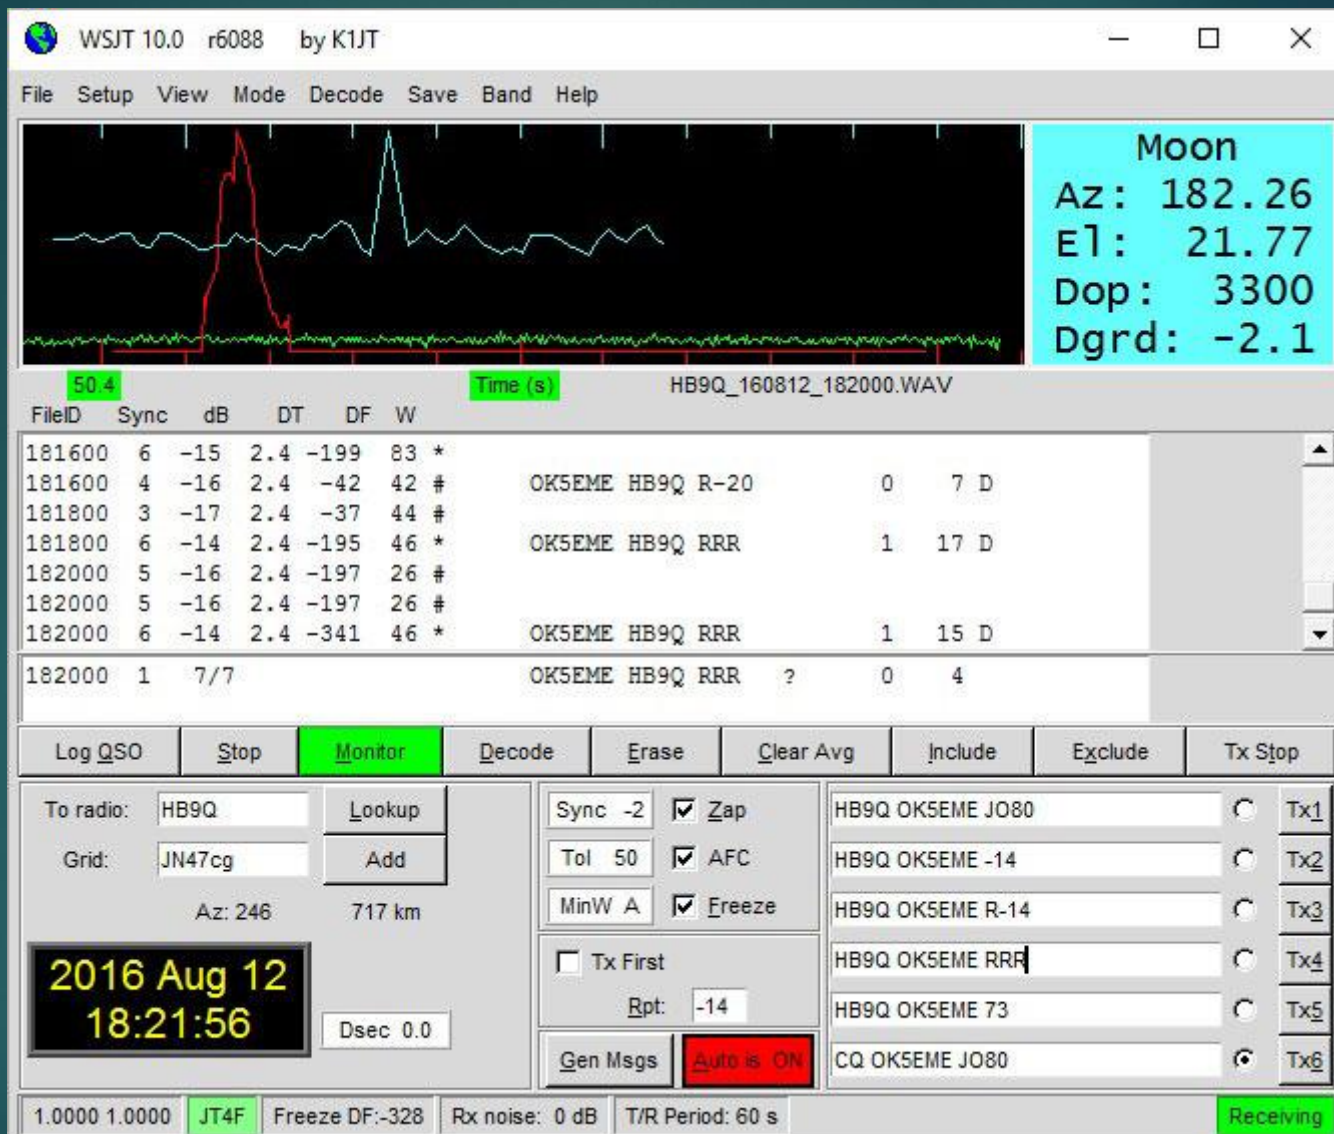 WSJT 10.0 r6088 by K1JT
File Setup View Mode Decode Save Band Help
Moon
Az: 182.26
El: 21.77
Dop: 3300
Dgrd: -2.1
50.4 Time (s) HB9Q_160812_182000.WAV
FileID Sync dB DT DF W
181600 6 -15 2.4 -199 83 *
181600 4 -16 2.4 -42 42 # OK5EME HB9Q R-20 0 7 D
181800 3 -17 2.4 -37 44 #
181800 6 -14 2.4 -195 46 * OK5EME HB9Q RRR 1 17 D
182000 5 -16 2.4 -197 26 #
182000 5 -16 2.4 -197 26 #
182000 6 -14 2.4 -341 46 * OK5EME HB9Q RRR 1 15 D
182000 1 7/7 OK5EME HB9Q RRR ? 0 4
Log QSO Stop Monitor Decode Erase Clear Avg Include Exclude Tx Stop
To radio: HB9Q Lookup
Grid: JN47cg Add
Az: 246 717 km
2016 Aug 12
18:21:56
Dsec 0.0
Sync -2 Zap
Tol 50 AFC
MinW A Freeze
Tx First
Rpt: -14
Gen Msgs Auto is ON
HB9Q OK5EME JO80 Tx1
HB9Q OK5EME -14 Tx2
HB9Q OK5EME R-14 Tx3
HB9Q OK5EME RRR Tx4
HB9Q OK5EME 73 Tx5
CQ OK5EME JO80 Tx6
1.0000 1.0000 JT4F Freeze DF:-328 Rx noise: 0 dB T/R Period: 60 s Receiving